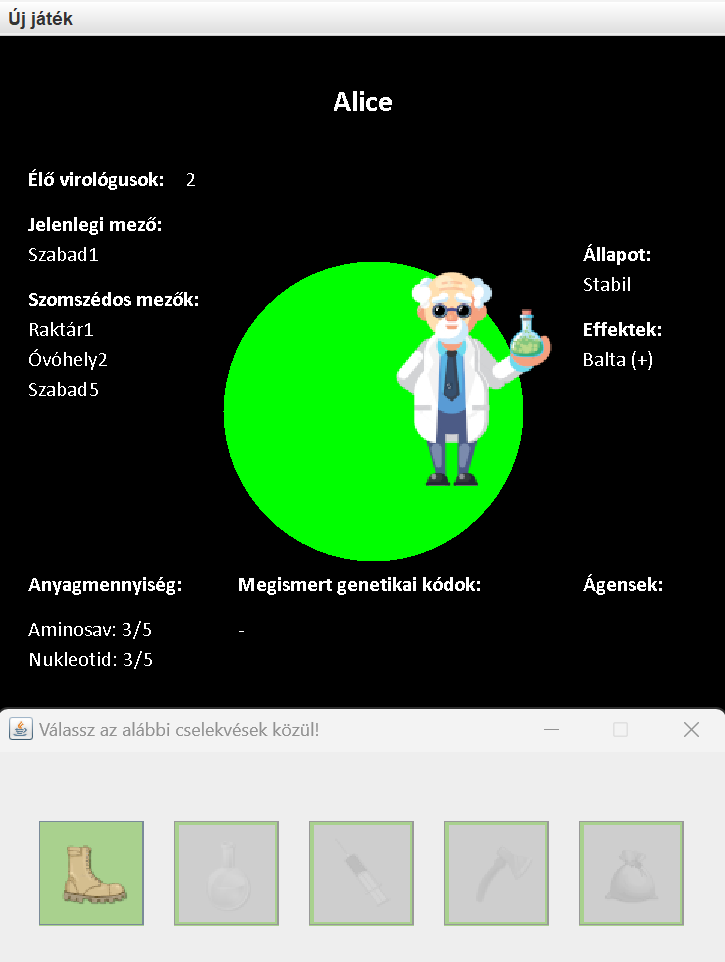 Új játék
Alice
Élő virológusok: 2
Jelenlegi mező:
Szabad1
Szomszédos mezők:
Raktár1
Óvóhely2
Szabad5
Állapot:
Stabil
Effektek:
Balta (+)
Anyagmennyiség:
Aminosav: 3/5
Nukleotid: 3/5
Megismert genetikai kódok:
-
Ágensek:
Válassz az alábbi cselekvések közül!